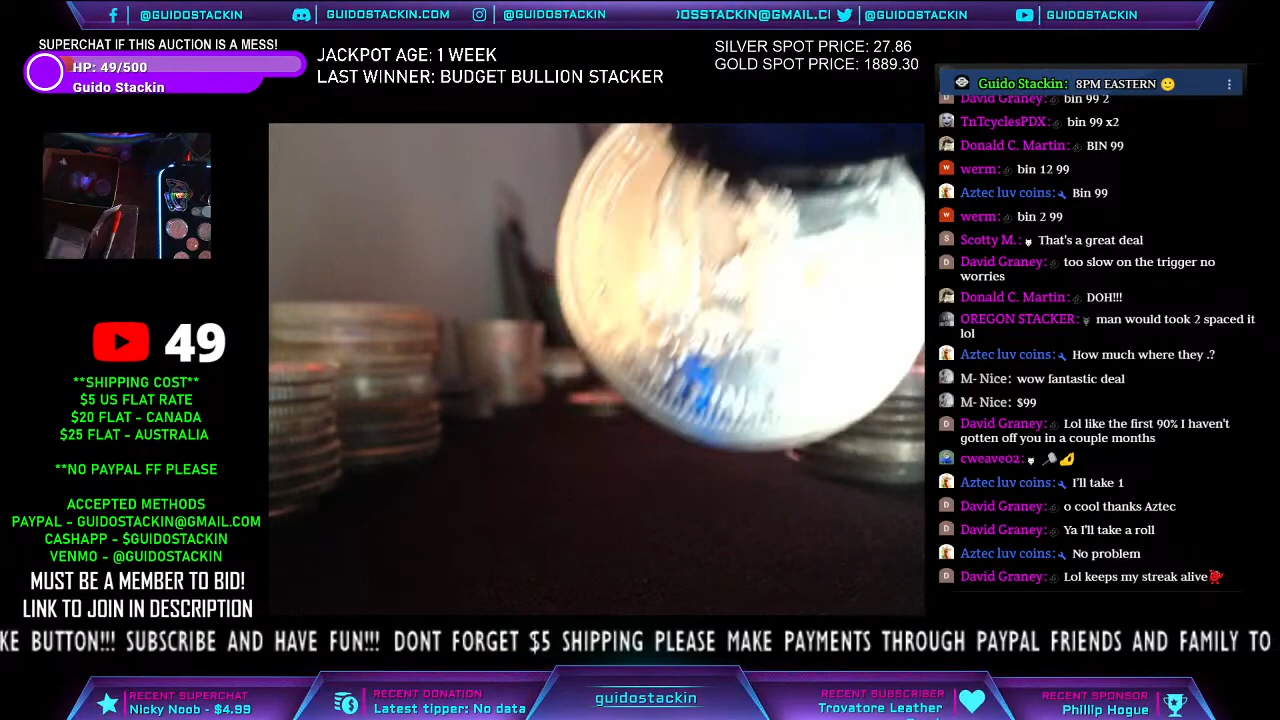 @GUIDOSTACKIN
GUIDOSTACKIN.COM
@GUIDOSTACKIN
OSSTACKIN@GMAIL.C
@GUIDOSTACKIN
GUIDOSTACKIN
SUPERCHAT IF THIS AUCTION IS A MESS!
HP: 49/500
Guido Stackin
JACKPOT AGE: 1 WEEK
LAST WINNER: BUDGET BULLION STACKER
SILVER SPOT PRICE: 27.86
GOLD SPOT PRICE: 1889.30
Guido Stackin: 8PM EASTERN 🙂
David Graney: bin 99 2
TnTcyclesPDX: bin 99 x2
Donald C. Martin: BIN 99
werm: bin 12 99
Aztec luv coins: Bin 99
werm: bin 2 99
Scotty M.: That's a great deal
David Graney: too slow on the trigger no
worries
Donald C. Martin: DOH!!!
OREGON STACKER: man would took 2 spaced it
lol
Aztec luv coins: How much where they .?
M- Nice: wow fantastic deal
M- Nice: $99
David Graney: Lol like the first 90% I haven't
gotten off you in a couple months
cweave02:
Aztec luv coins: I'll take 1
David Graney: o cool thanks Aztec
David Graney: Ya I'll take a roll
Aztec luv coins: No problem
David Graney: Lol keeps my streak alive
49
**SHIPPING COST**
$5 US FLAT RATE
$20 FLAT - CANADA
$25 FLAT - AUSTRALIA
**NO PAYPAL FF PLEASE
ACCEPTED METHODS
PAYPAL - GUIDOSTACKIN@GMAIL.COM
CASHAPP - $GUIDOSTACKIN
VENMO - @GUIDOSTACKIN
MUST BE A MEMBER TO BID!
LINK TO JOIN IN DESCRIPTION
KE BUTTON!!! SUBSCRIBE AND HAVE FUN!!! DONT FORGET $5 SHIPPING PLEASE MAKE PAYMENTS THROUGH PAYPAL FRIENDS AND FAMILY TO
RECENT SUPERCHAT
Nicky Noob - $4.99
RECENT DONATION
Latest tipper: No data
guidostackin
RECENT SUBSCRIBER
Trovatore Leather
RECENT SPONSOR
Phillip Hogue